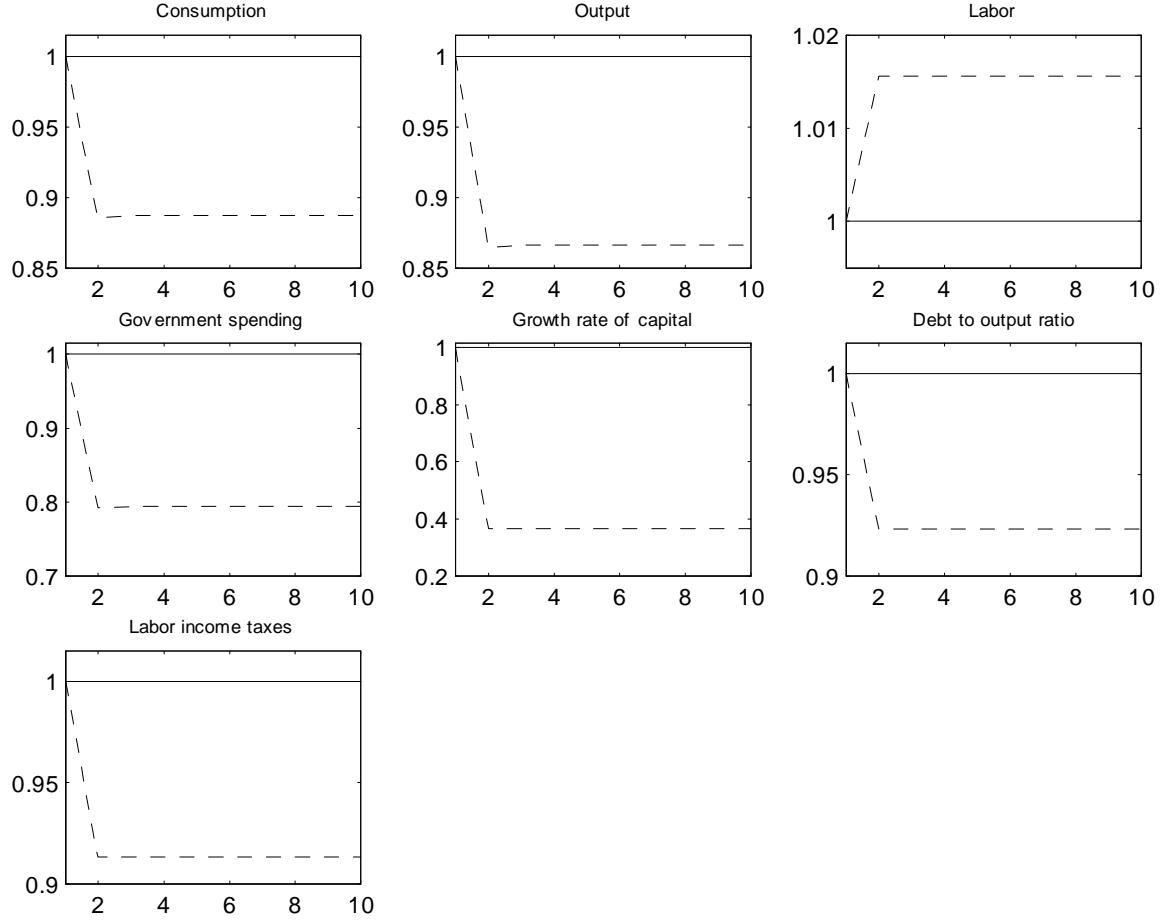 Consumption
1
0.95
0.9
0.85
2 4 6 8 10
Output
1
0.95
0.9
0.85
2 4 6 8 10
Labor
1.02
1.01
1
2 4 6 8 10
Government spending
1
0.9
0.8
0.7
2 4 6 8 10
Growth rate of capital
1
0.8
0.6
0.4
0.2
2 4 6 8 10
Debt to output ratio
1
0.95
0.9
2 4 6 8 10
Labor income taxes
1
0.95
0.9
2 4 6 8 10